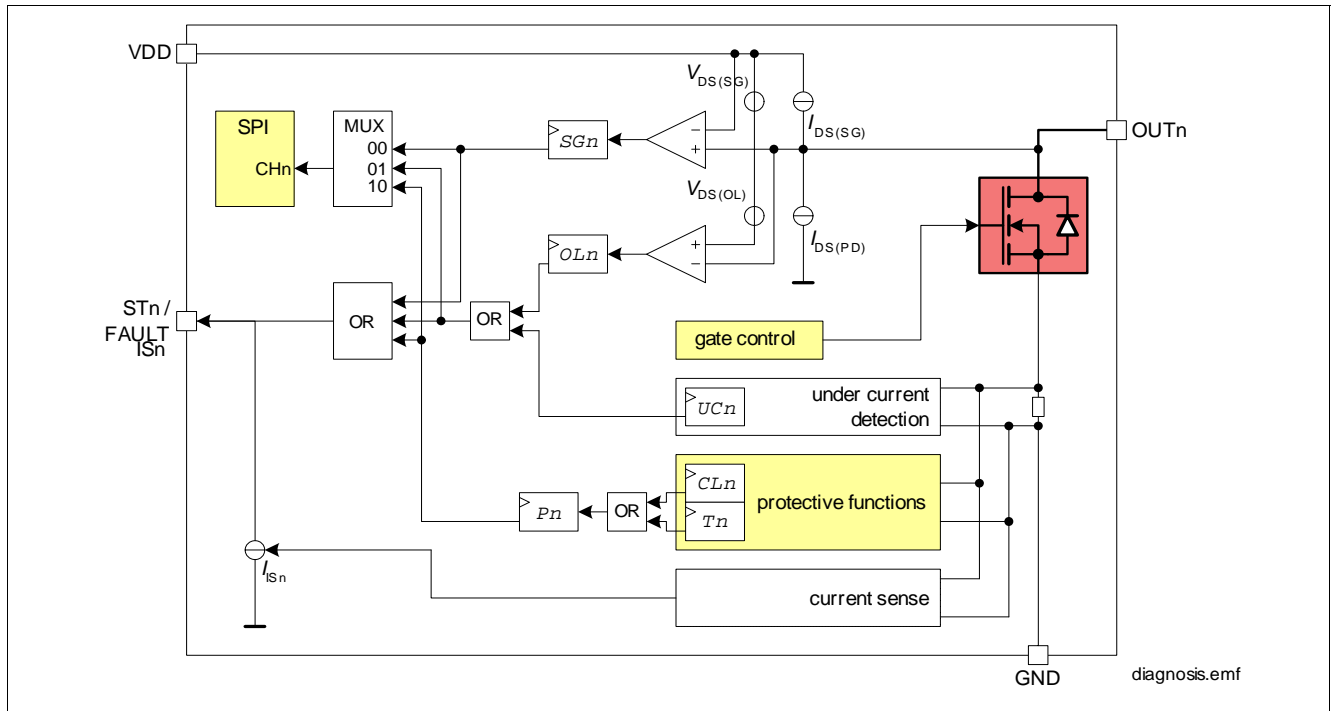 VDD
VDS(SG)
IDS(SG)
OUTn
SPI
CHn
MUX
00
01
10
SGn
−
+
VDS(OL)
IDS(PD)
OLn
+
−
STn /
FAULT
ISn
OR
OR
gate control
UCn
under current
detection
CLn
Tn
protective functions
Pn
OR
IISn
current sense
GND
diagnosis.emf